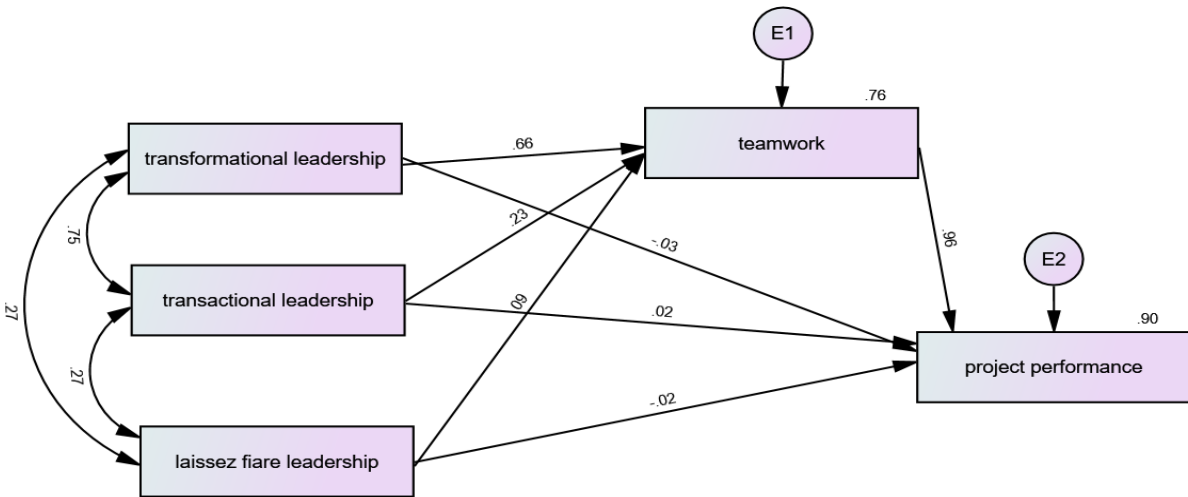 E1
.76
teamwork
transformational leadership
.66
.23
-.03
.75
.96
E2
transactional leadership
.27
.09
.02
.90
project performance
.27
-.02
laissez fiare leadership